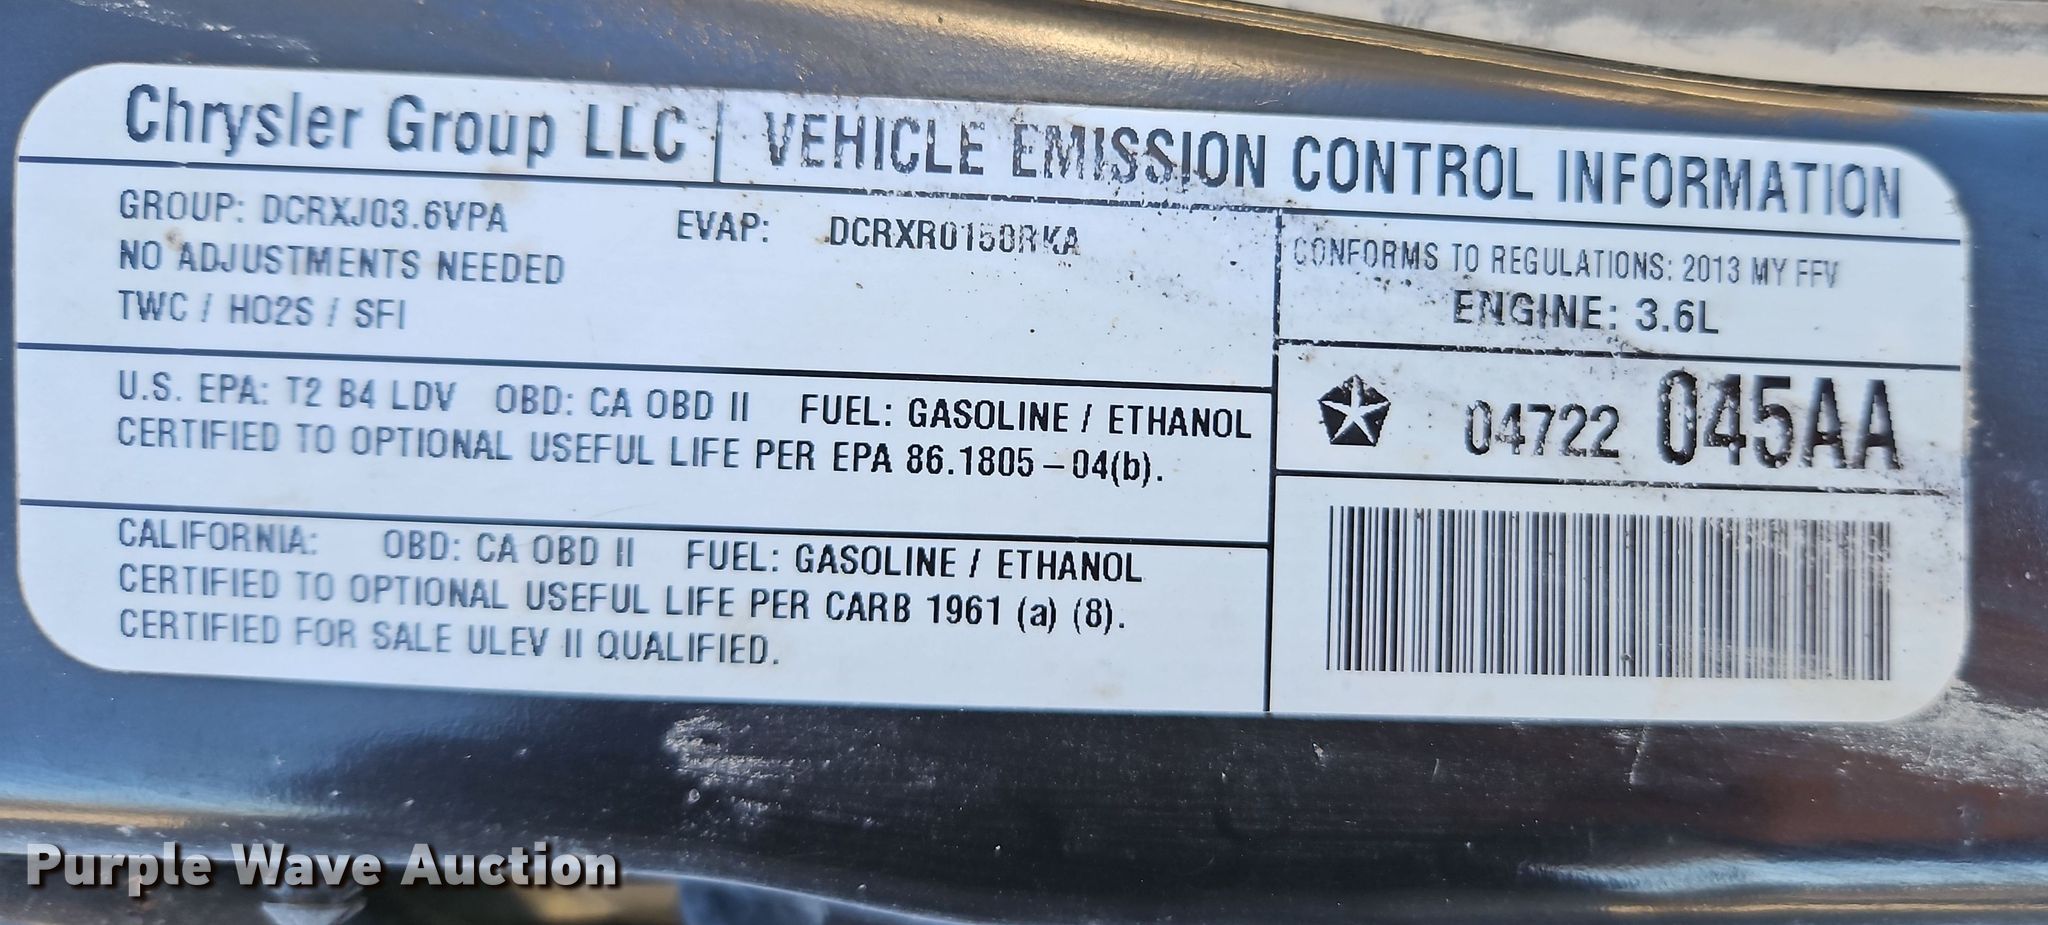 Chrysler Group LLC | VEHICLE EMISSION CONTROL INFORMATION
GROUP: DCRXJ03.6VPA EVAP: DCRXR0150RKA
NO ADJUSTMENTS NEEDED
TWC / HO2S / SFI
CONFORMS TO REGULATIONS: 2013 MY FFV
ENGINE: 3.6L
U.S. EPA: T2 B4 LDV OBD: CA OBD II FUEL: GASOLINE / ETHANOL
CERTIFIED TO OPTIONAL USEFUL LIFE PER EPA 86.1805-04(b).
04722 045AA
CALIFORNIA: OBD: CA OBD II FUEL: GASOLINE / ETHANOL
CERTIFIED TO OPTIONAL USEFUL LIFE PER CARB 1961 (a) (8).
CERTIFIED FOR SALE ULEV II QUALIFIED.
Purple Wave Auction